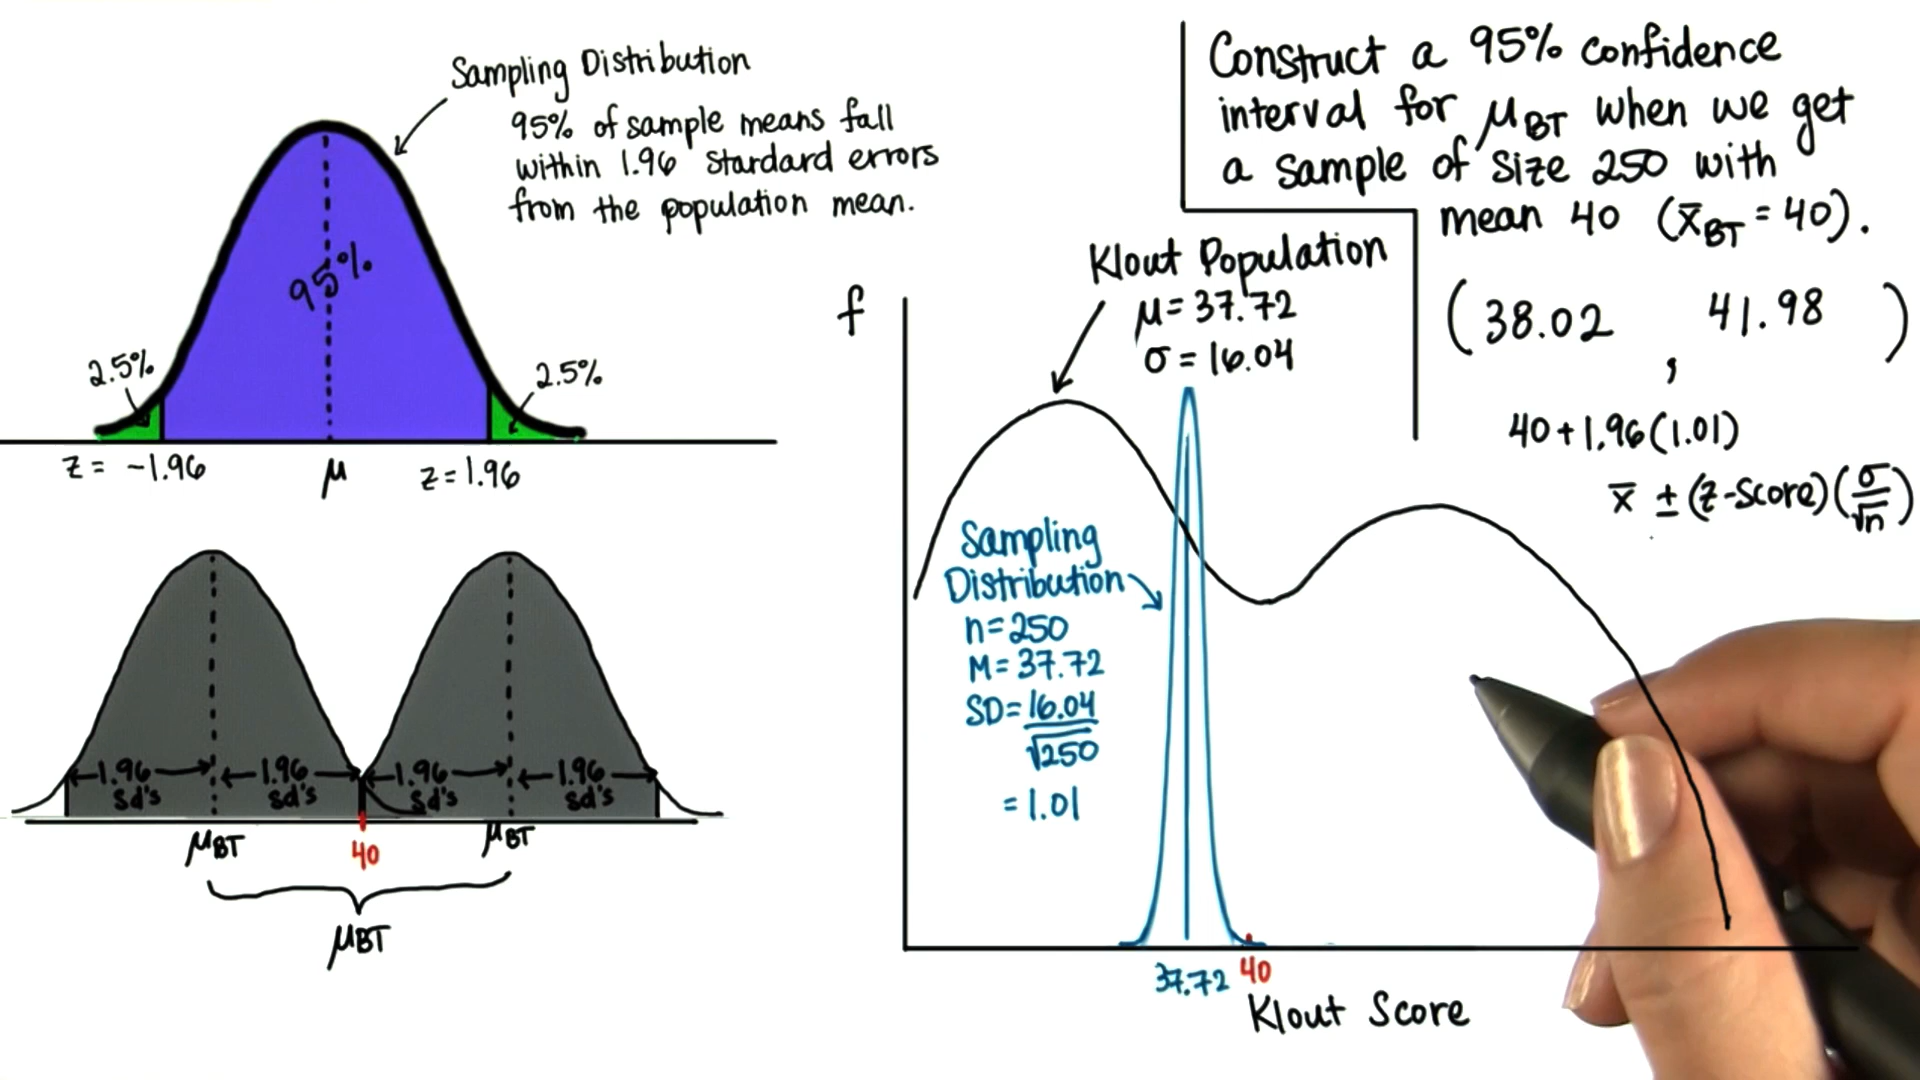 Sampling Distribution
95% of sample means fall
within 1.96 stardard errors
from the population mean.
95%
2.5%
2.5%
z = -1.96
μ
z = 1.96
1.96
sd's
1.96
sd's
1.96
sd's
1.96
sd's
μBT
40
μBT
μBT
Construct a 95% confidence
interval for μBT when we get
a sample of size 250 with
mean 40 (x̄BT = 40).
(38.02 , 41.98)
40+1.96(1.01)
x̄ ± (z-score)(σ/√n)
Klout Population
μ = 37.72
σ = 16.04
f
Sampling
Distribution
n=250
M=37.72
SD=16.04/√250
=1.01
37.72
40
Klout Score